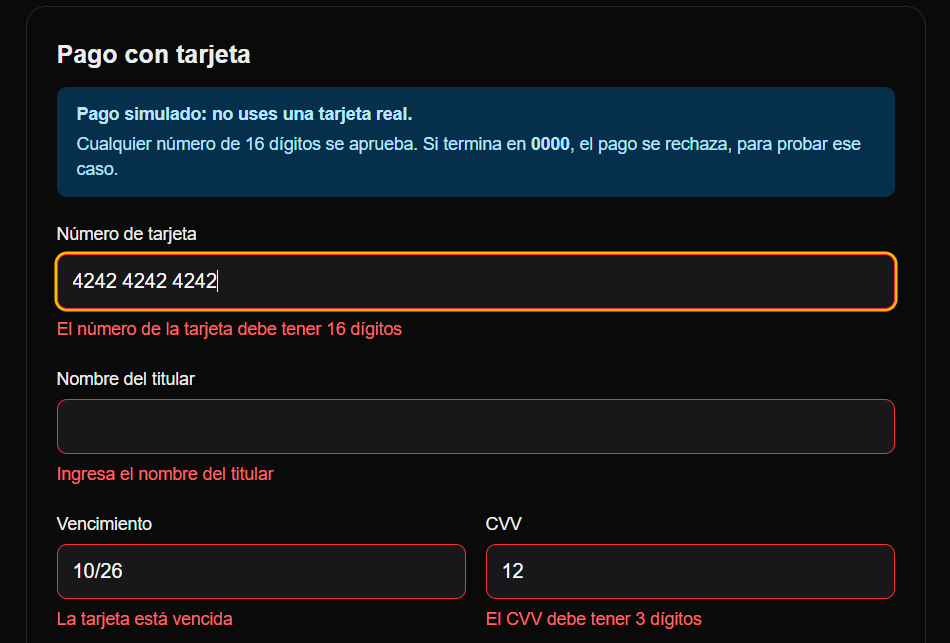 Pago con tarjeta
Pago simulado: no uses una tarjeta real.
Cualquier número de 16 dígitos se aprueba. Si termina en 0000, el pago se rechaza, para probar ese
caso.
Número de tarjeta
4242 4242 4242
El número de la tarjeta debe tener 16 dígitos
Nombre del titular
Ingresa el nombre del titular
Vencimiento
CVV
10/26
12
La tarjeta está vencida
El CVV debe tener 3 dígitos